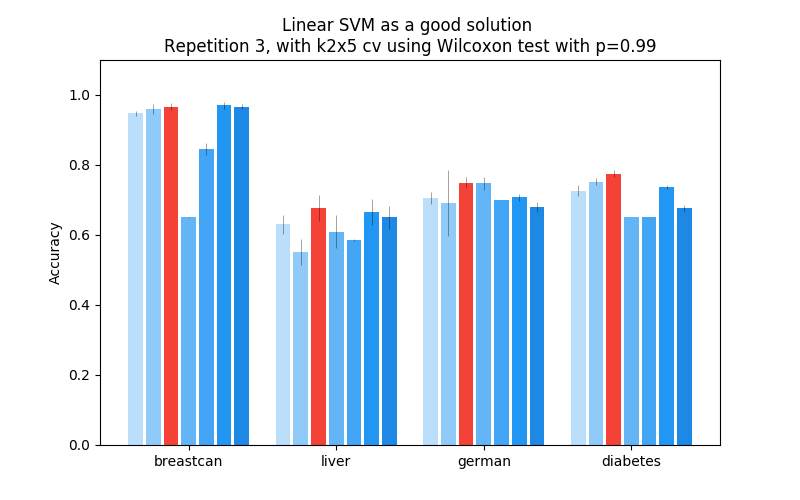 Linear SVM as a good solution
Repetition 3, with k2x5 cv using Wilcoxon test with p=0.99
1.0
0.8
0.6
0.4
0.2
0.0
Accuracy
breastcan
liver
german
diabetes